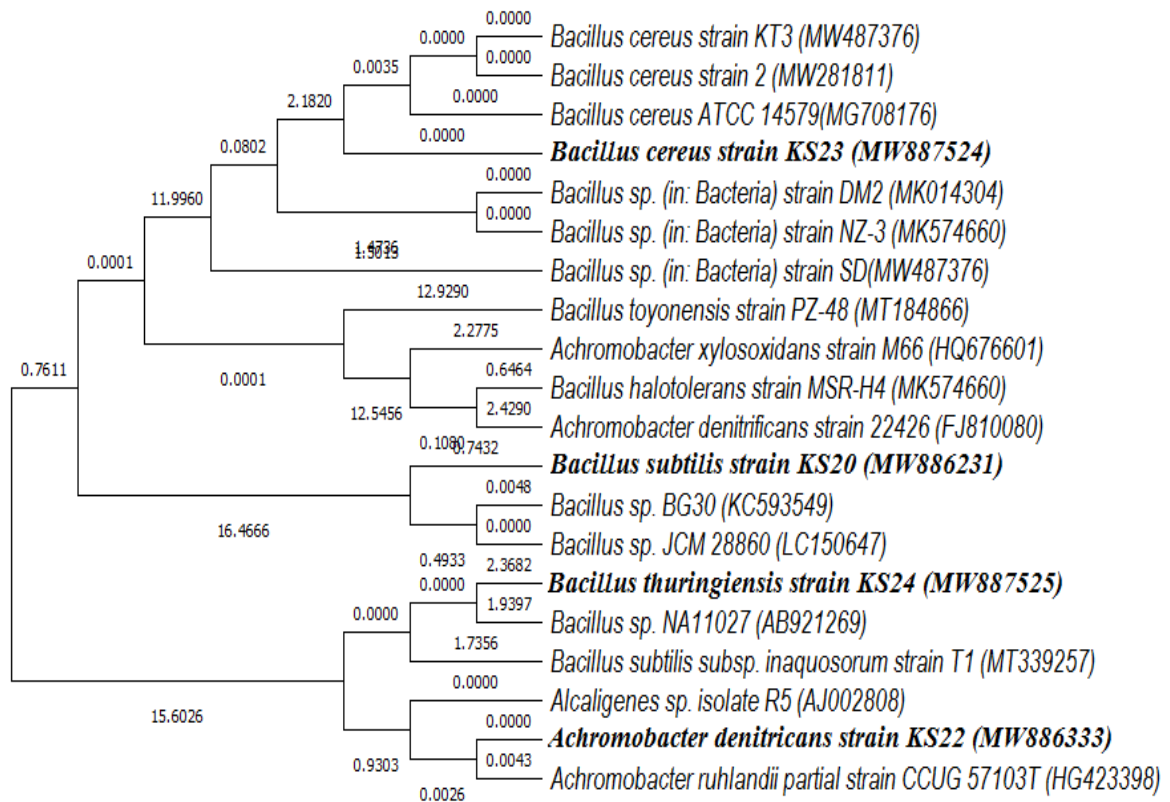 0.0000
0.0000
Bacillus cereus strain KT3 (MW487376)
0.0035
0.0000
Bacillus cereus strain 2 (MW281811)
2.1820
0.0000
Bacillus cereus ATCC 14579(MG708176)
0.0802
0.0000
Bacillus cereus strain KS23 (MW887524)
0.0000
11.9960
Bacillus sp. (in: Bacteria) strain DM2 (MK014304)
0.0000
Bacillus sp. (in: Bacteria) strain NZ-3 (MK574660)
0.0001
1.4736
Bacillus sp. (in: Bacteria) strain SD(MW487376)
12.9290
Bacillus toyonensis strain PZ-48 (MT184866)
2.2775
Achromobacter xylosoxidans strain M66 (HQ676601)
0.7611
0.0001
0.6464
Bacillus halotolerans strain MSR-H4 (MK574660)
12.5456
2.4290
Achromobacter denitrificans strain 22426 (FJ810080)
0.1080
0.7432
Bacillus subtilis strain KS20 (MW886231)
0.0048
Bacillus sp. BG30 (KC593549)
16.4666
0.0000
Bacillus sp. JCM 28860 (LC150647)
0.4933
2.3682
0.0000
Bacillus thuringiensis strain KS24 (MW887525)
0.0000
1.9397
Bacillus sp. NA11027 (AB921269)
1.7356
Bacillus subtilis subsp. inaquosorum strain T1 (MT339257)
0.0000
Alcaligenes sp. isolate R5 (AJ002808)
15.6026
0.0000
Achromobacter denitricans strain KS22 (MW886333)
0.9303
0.0043
Achromobacter ruhlandii partial strain CCUG 57103T (HG423398)
0.0026